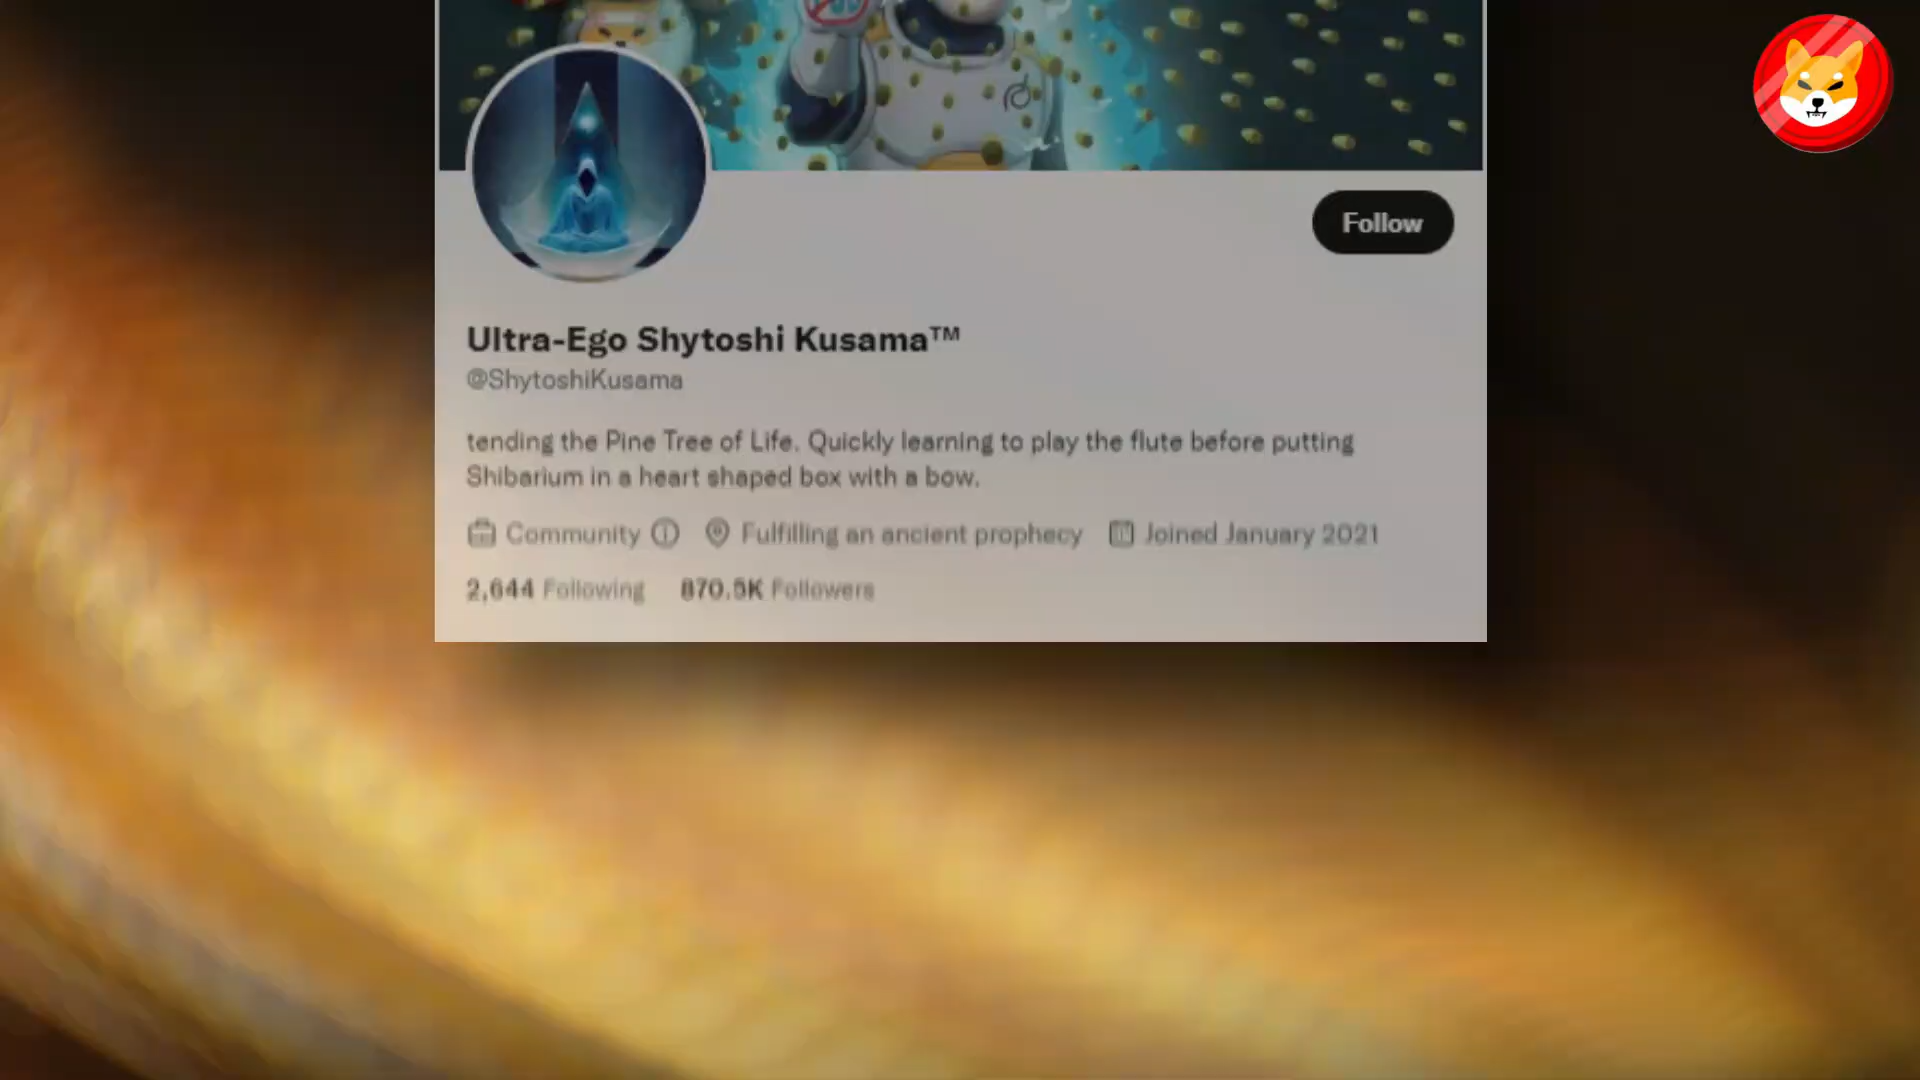 Follow
Ultra-Ego Shytoshi Kusama™
@ShytoshiKusama
tending the Pine Tree of Life. Quickly learning to play the flute before putting
Shibarium in a heart shaped box with a bow.
Community Fulfilling an ancient prophecy Joined January 2021
2,644 Following 870.5K Followers